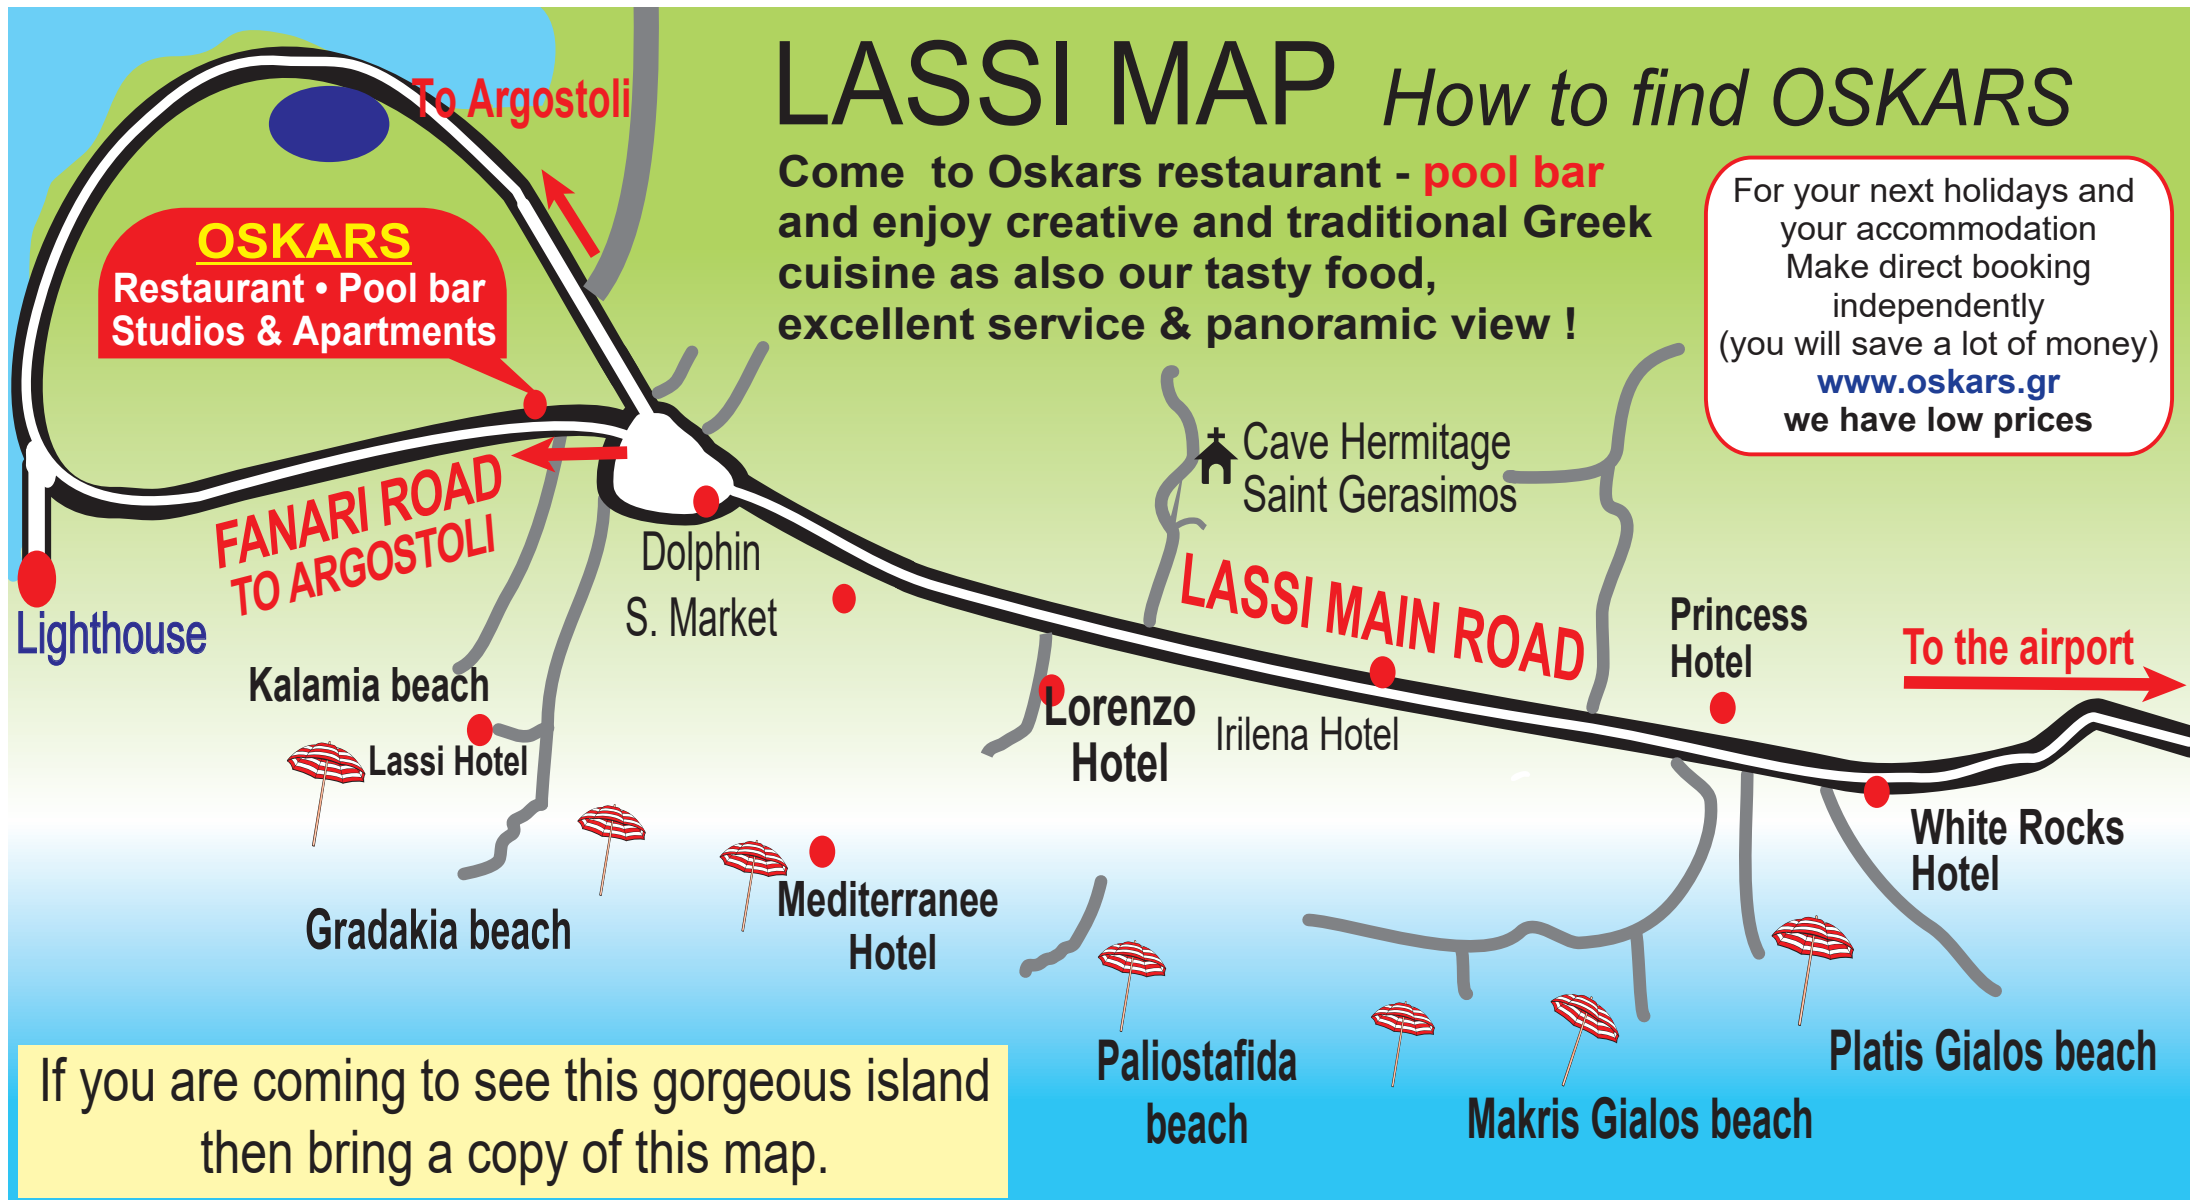 LASSI MAP How to find OSKARS
To Argostoli
Come to Oskars restaurant - pool bar
and enjoy creative and traditional Greek
cuisine as also our tasty food,
excellent service & panoramic view !
For your next holidays and
your accommodation
Make direct booking
independently
(you will save a lot of money)
www.oskars.gr
we have low prices
OSKARS
Restaurant • Pool bar
Studios & Apartments
Cave Hermitage
Saint Gerasimos
FANARI ROAD
TO ARGOSTOLI
Dolphin
S. Market
LASSI MAIN ROAD
Princess
Hotel
To the airport
Lighthouse
Kalamia beach
Lassi Hotel
Lorenzo
Hotel
Irilena Hotel
White Rocks
Hotel
Gradakia beach
Mediterranee
Hotel
Paliostafida
beach
Makris Gialos beach
Platis Gialos beach
If you are coming to see this gorgeous island
then bring a copy of this map.